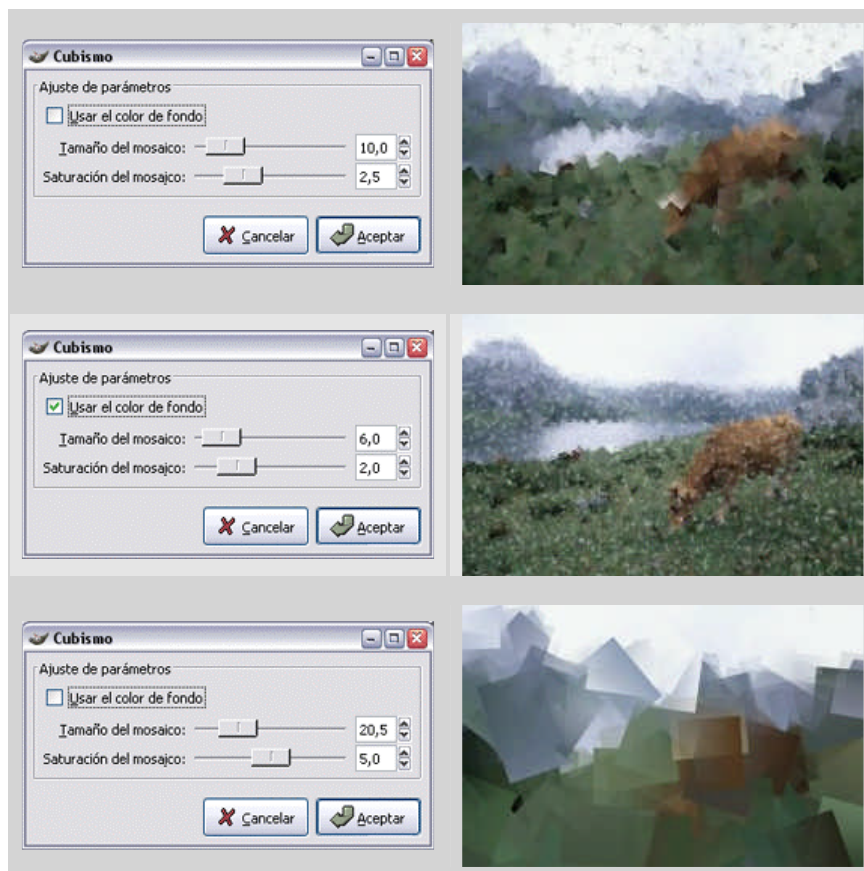 Cubismo
Ajuste de parámetros
Usar el color de fondo
Tamaño del mosaico: 10,0
Saturación del mosaico: 2,5
Cancelar Aceptar
Cubismo
Ajuste de parámetros
Usar el color de fondo
Tamaño del mosaico: 6,0
Saturación del mosaico: 2,0
Cancelar Aceptar
Cubismo
Ajuste de parámetros
Usar el color de fondo
Tamaño del mosaico: 20,5
Saturación del mosaico: 5,0
Cancelar Aceptar